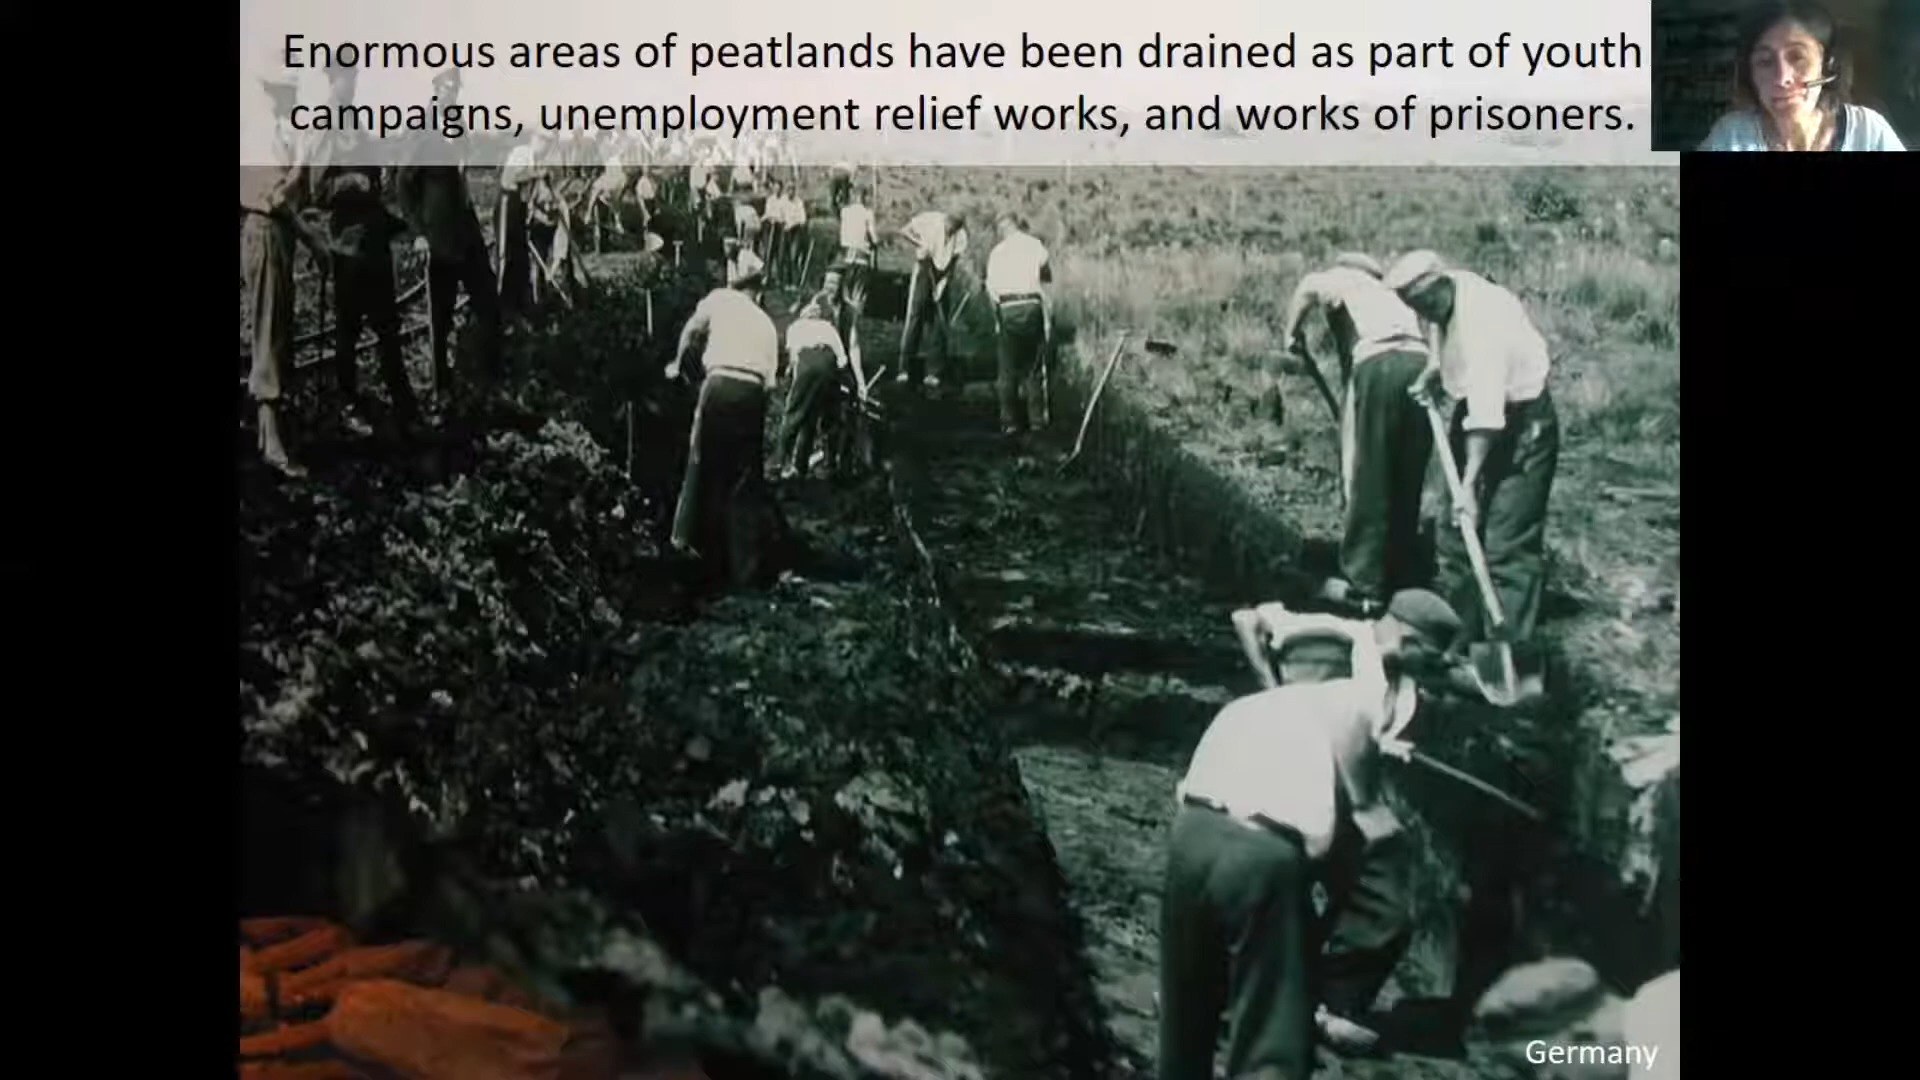 Enormous areas of peatlands have been drained as part of youth
campaigns, unemployment relief works, and works of prisoners.
Germany